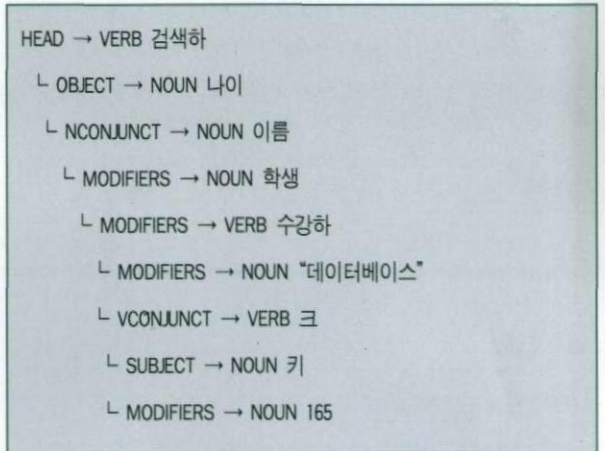 HEAD → VERB 검색하
└ OBJECT → NOUN 나이
└ NCONJUNCT → NOUN 이름
└ MODIFIERS → NOUN 학생
└ MODIFIERS → VERB 수강하
└ MODIFIERS → NOUN “데이터베이스”
└ VCONJUNCT → VERB 크
└ SUBJECT → NOUN 키
└ MODIFIERS → NOUN 165